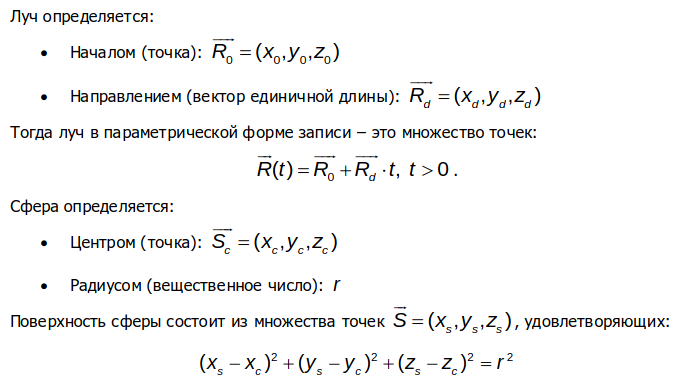 Луч определяется:
• Началом (точка): $\overrightarrow{R_0} = (x_0, y_0, z_0)$
• Направлением (вектор единичной длины): $\overrightarrow{R_d} = (x_d, y_d, z_d)$
Тогда луч в параметрической форме записи – это множество точек:
$\overrightarrow{R}(t) = \overrightarrow{R_0} + \overrightarrow{R_d} \cdot t,\ t > 0.$
Сфера определяется:
• Центром (точка): $\overrightarrow{S_c} = (x_c, y_c, z_c)$
• Радиусом (вещественное число): $r$
Поверхность сферы состоит из множества точек $\overrightarrow{S} = (x_s, y_s, z_s)$, удовлетворяющих:
$(x_s - x_c)^2 + (y_s - y_c)^2 + (z_s - z_c)^2 = r^2$